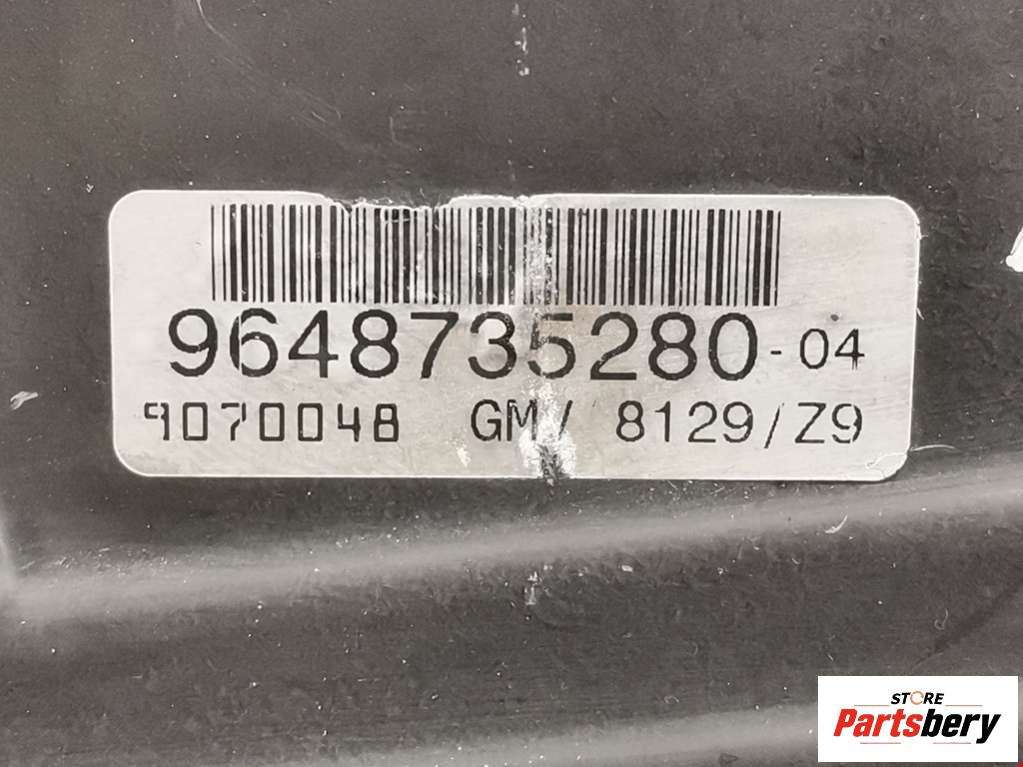 9648735280-04
9070048 GM/ 8129/Z9
STORE
Partsbery